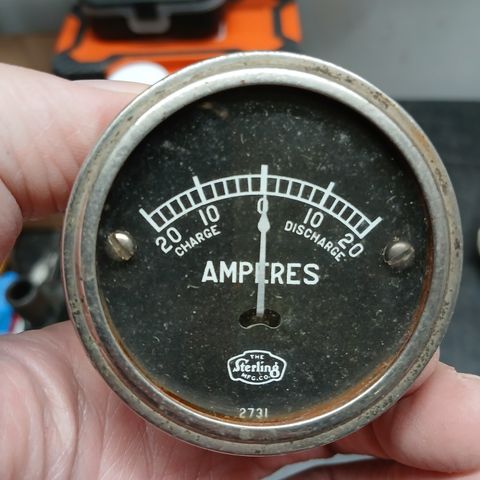 20 10 0 10 20
CHARGE DISCHARGE
AMPERES
THE
Sterling
MFG. CO.
2731